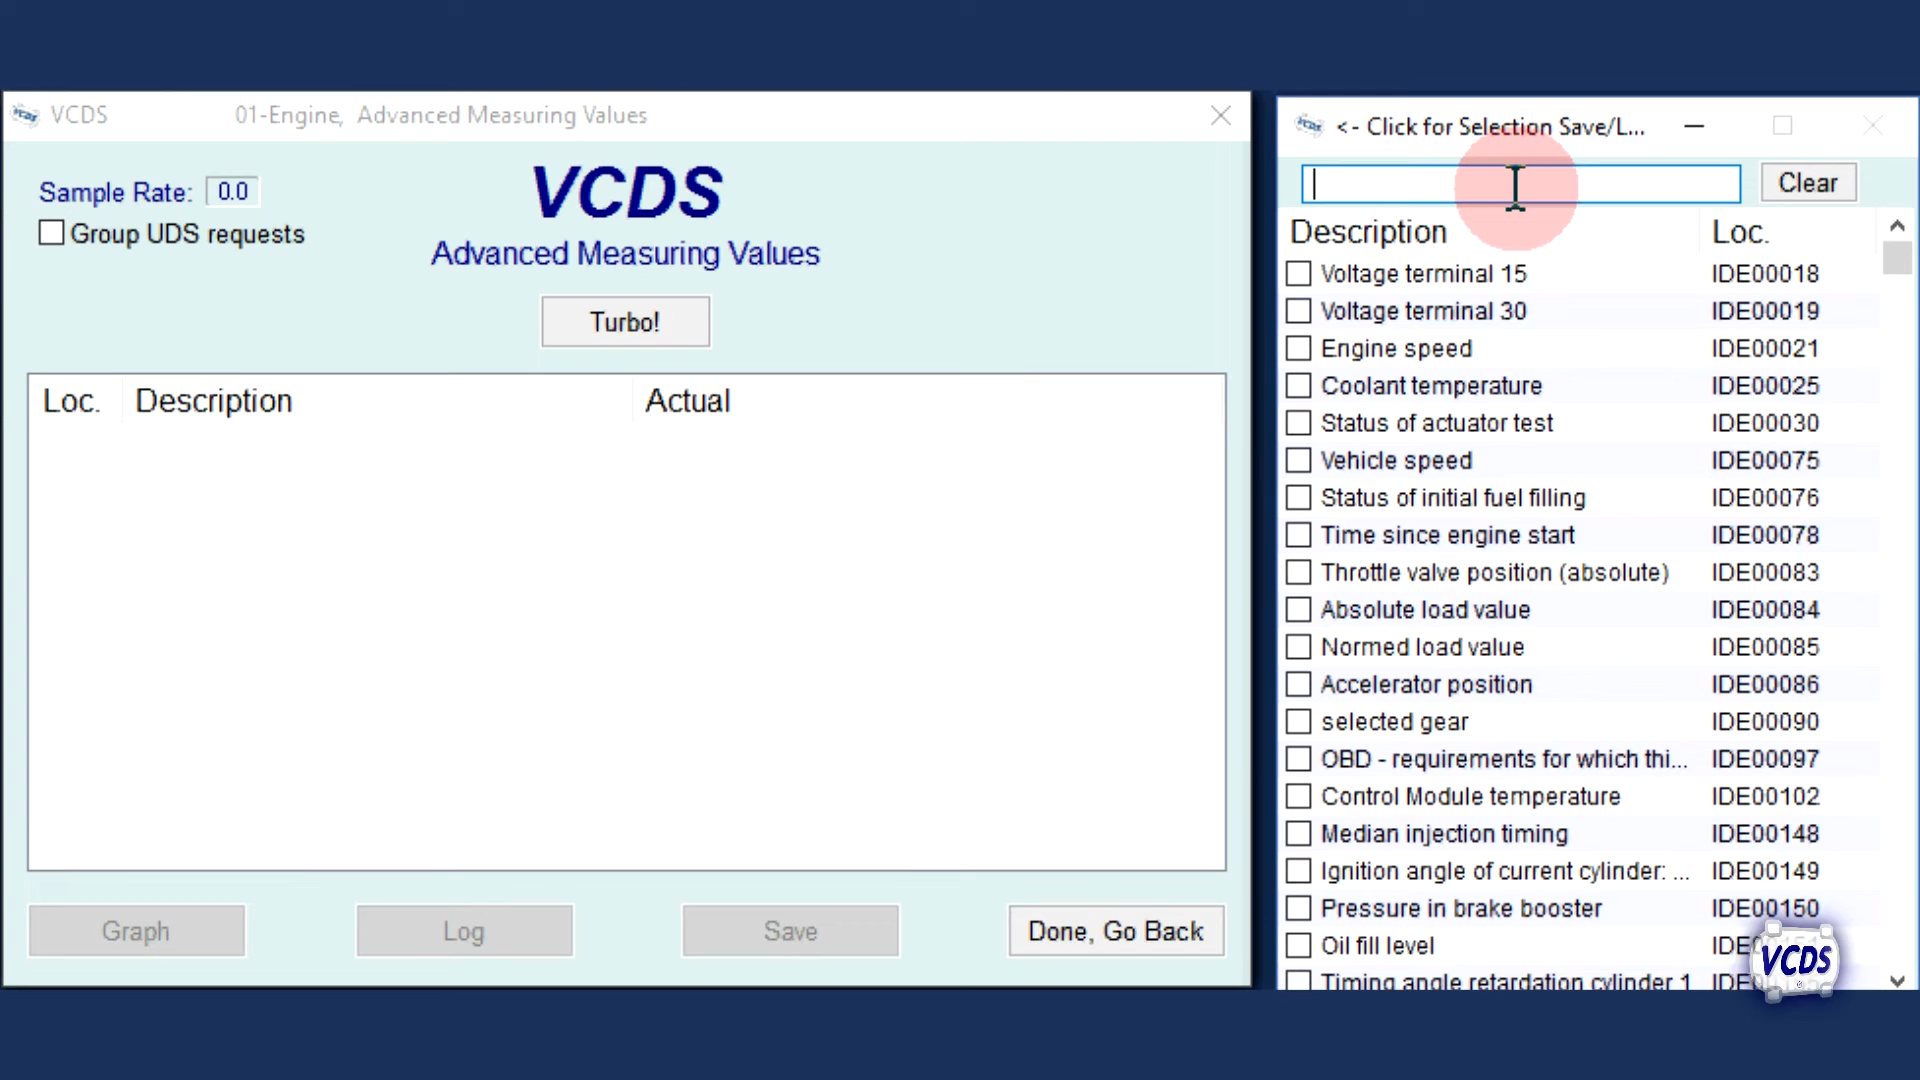 VCDS 01-Engine, Advanced Measuring Values
Sample Rate: 0.0
Group UDS requests
VCDS
Advanced Measuring Values
Turbo!
Loc. Description Actual
Graph Log Save Done, Go Back
<- Click for Selection Save/L...
Clear
Description Loc.
Voltage terminal 15 IDE00018
Voltage terminal 30 IDE00019
Engine speed IDE00021
Coolant temperature IDE00025
Status of actuator test IDE00030
Vehicle speed IDE00075
Status of initial fuel filling IDE00076
Time since engine start IDE00078
Throttle valve position (absolute) IDE00083
Absolute load value IDE00084
Normed load value IDE00085
Accelerator position IDE00086
selected gear IDE00090
OBD - requirements for which thi... IDE00097
Control Module temperature IDE00102
Median injection timing IDE00148
Ignition angle of current cylinder: ... IDE00149
Pressure in brake booster IDE00150
Oil fill level
Timing angle retardation cylinder 1
VCDS